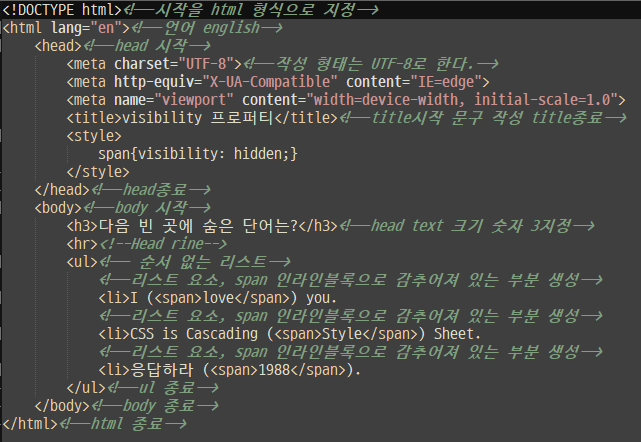 <!DOCTYPE html><!--시작을 html 형식으로 지정-->
<html lang="en"><!--언어 english-->
<head><!--head 시작-->
<meta charset="UTF-8"><!--작성 형태는 UTF-8로 한다.-->
<meta http-equiv="X-UA-Compatible" content="IE=edge">
<meta name="viewport" content="width=device-width, initial-scale=1.0">
<title>visibility 프로퍼티</title><!--title시작 문구 작성 title종료-->
<style>
span{visibility: hidden;}
</style>
</head><!--head종료-->
<body><!--body 시작-->
<h3>다음 빈 곳에 숨은 단어는?</h3><!--head text 크기 숫자 3지정-->
<hr><!--Head rine-->
<ul><!-- 순서 없는 리스트-->
<!--리스트 요소, span 인라인블록으로 감추어져 있는 부분 생성-->
<li>I (<span>love</span>) you.
<!--리스트 요소, span 인라인블록으로 감추어져 있는 부분 생성-->
<li>CSS is Cascading (<span>Style</span>) Sheet.
<!--리스트 요소, span 인라인블록으로 감추어져 있는 부분 생성-->
<li>응답하라 (<span>1988</span>).
</ul><!--ul 종료-->
</body><!--body 종료-->
</html><!--html 종료-->